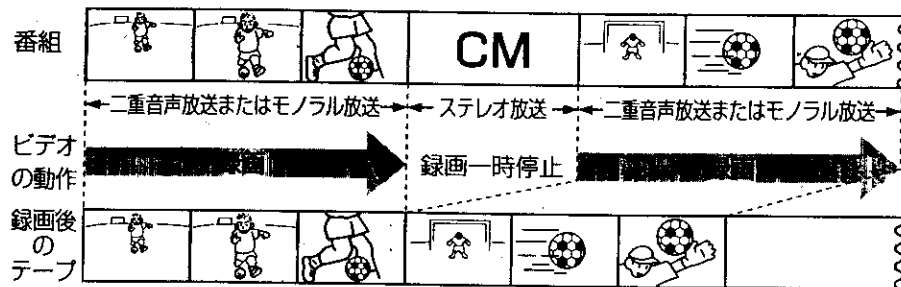 番組
CM
二重音声放送またはモノラル放送
ステレオ放送
二重音声放送またはモノラル放送
ビデオ
の動作
録画一時停止
録画後
の
テープ